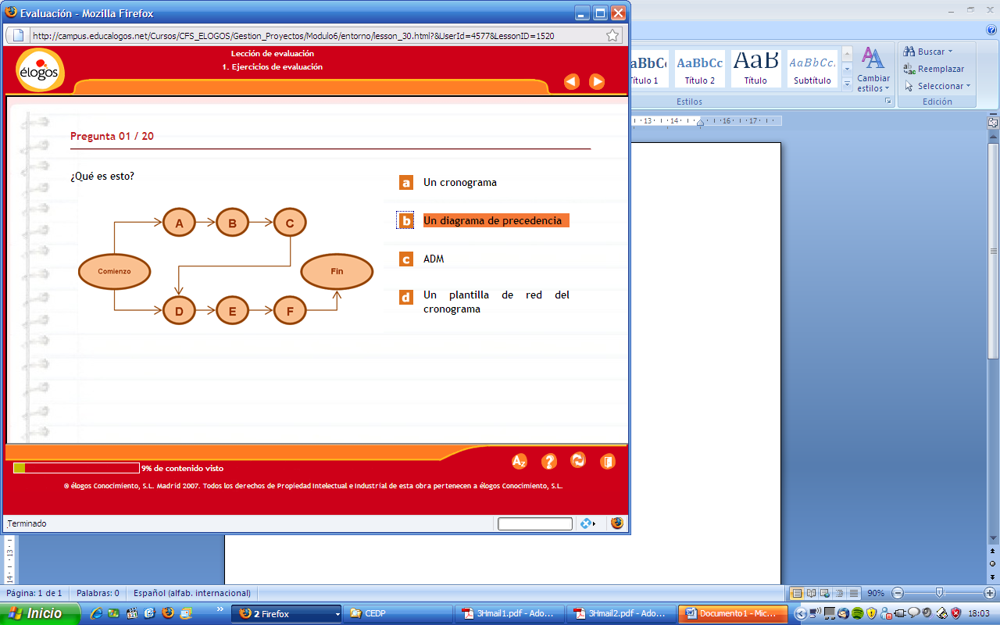 Evaluación - Mozilla Firefox
http://campus.educalogos.net/Cursos/CFS_ELOGOS/Gestion_Proyectos/Modulo6/entorno/lesson_30.html?&UserId=4577&LessonID=1520
élogos
Lección de evaluación
1. Ejercicios de evaluación
Pregunta 01 / 20
¿Qué es esto?
Comienzo
A
B
C
D
E
F
Fin
a Un cronograma
b Un diagrama de precedencia
c ADM
d Un plantilla de red del
cronograma
9% de contenido visto
© élogos Conocimiento, S.L. Madrid 2007. Todos los derechos de Propiedad Intelectual e Industrial de esta obra pertenecen a élogos Conocimiento, S.L.
Terminado
AaBbCc AaB AaBbCc.
Título 1 Título 2 Título Subtítulo
Cambiar
estilos
Estilos
Buscar
Reemplazar
Seleccionar
Edición
13 14 16 17
13
14
Página: 1 de 1 Palabras: 0 Español (alfab. internacional) 90%
Inicio 2 Firefox CEDP 3Hmail1.pdf - Ado... 3Hmail2.pdf - Ado... Documento1 - Mic... 18:03